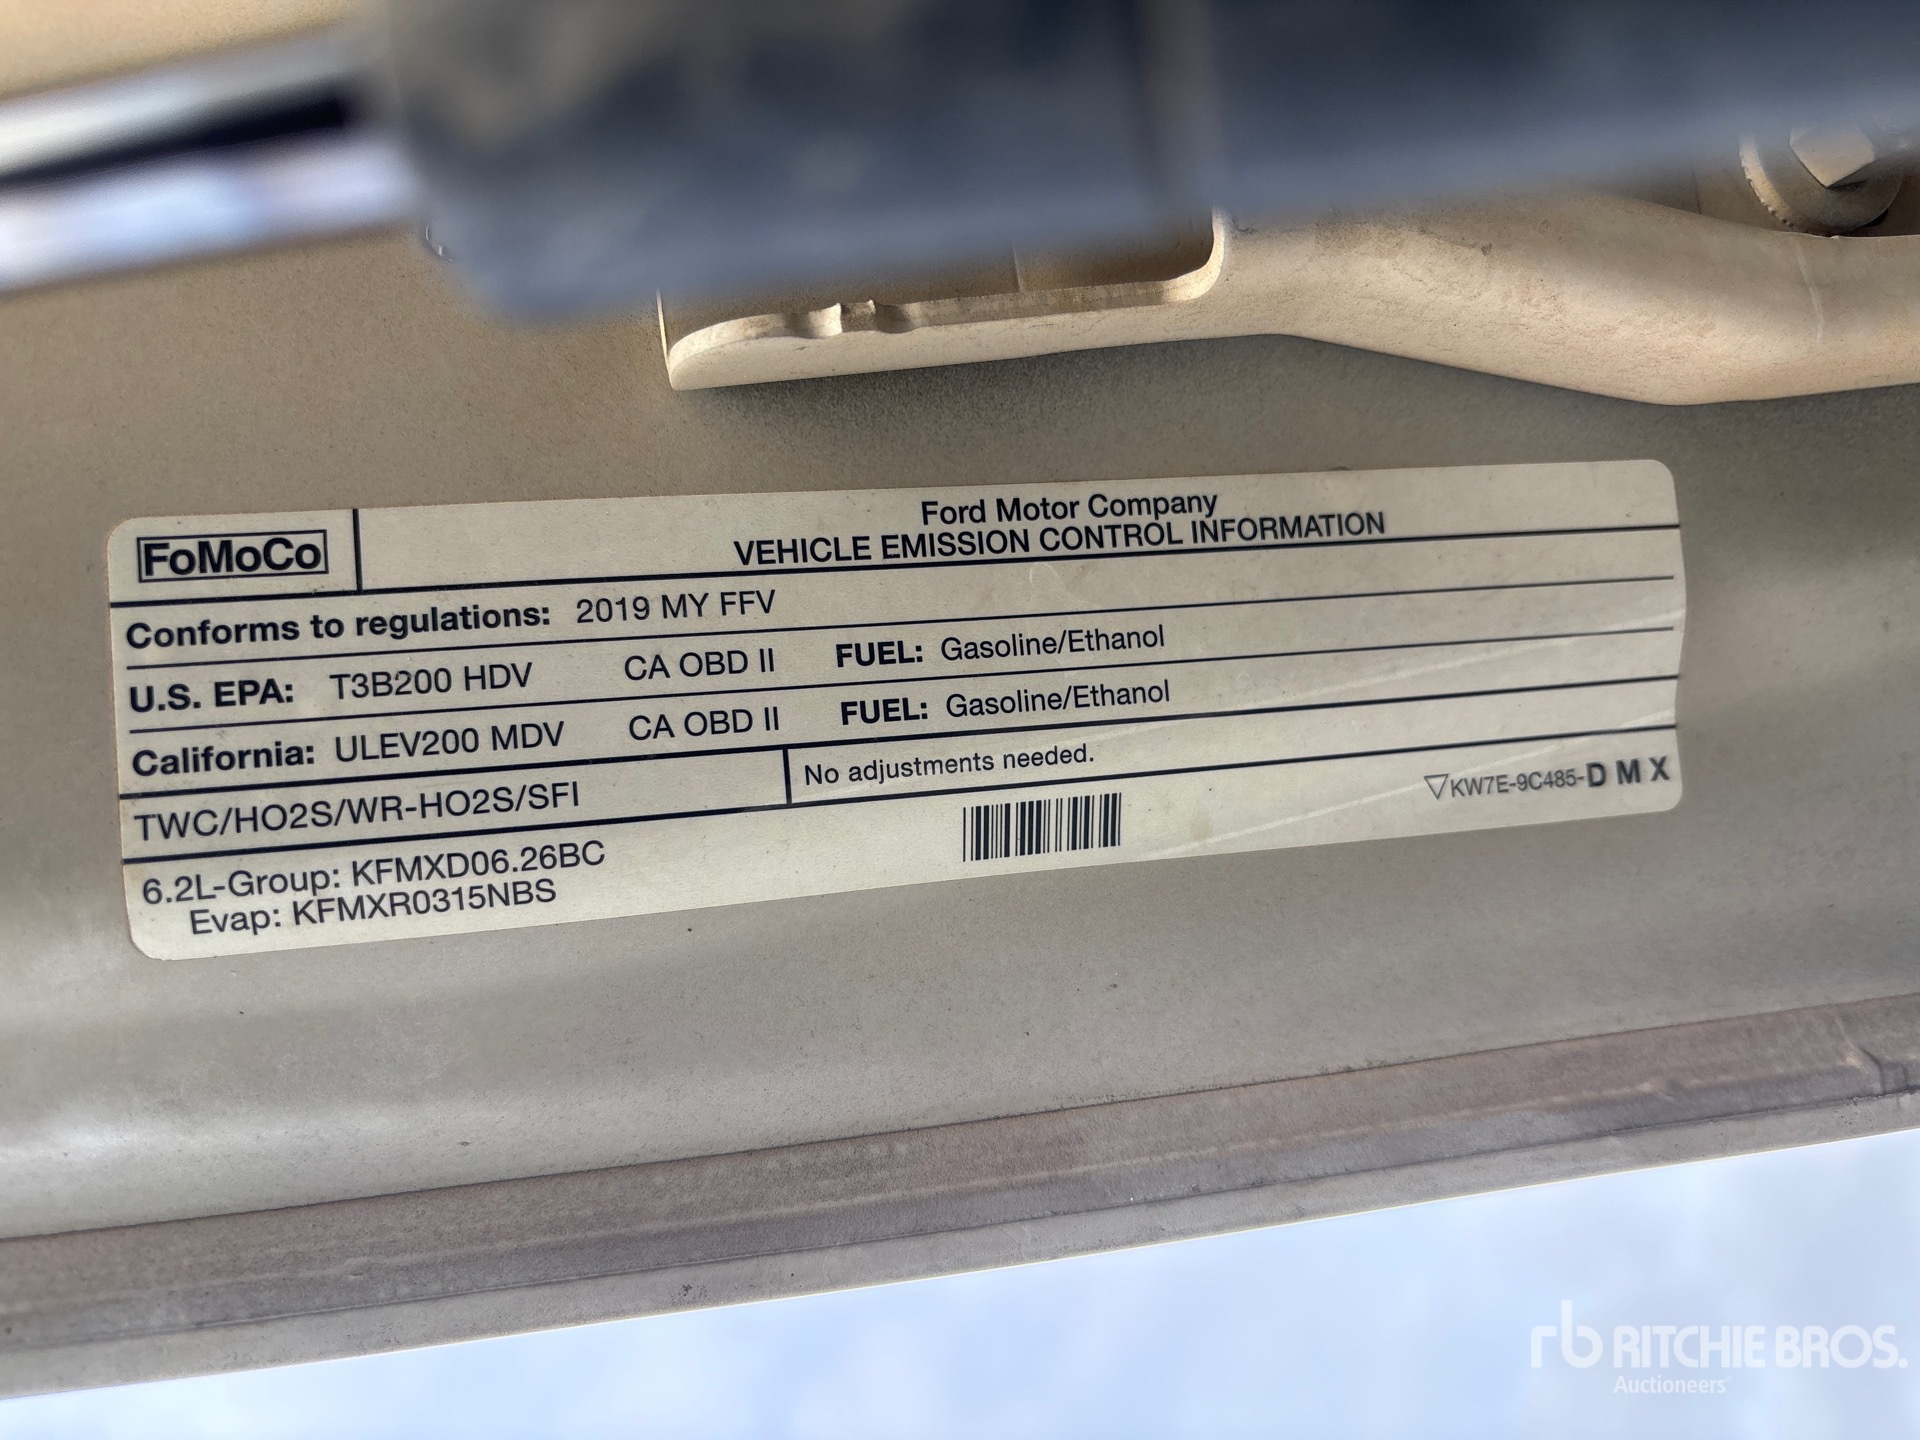 FoMoCo
Ford Motor Company
VEHICLE EMISSION CONTROL INFORMATION
Conforms to regulations: 2019 MY FFV
U.S. EPA: T3B200 HDV CA OBD II FUEL: Gasoline/Ethanol
California: ULEV200 MDV CA OBD II FUEL: Gasoline/Ethanol
TWC/HO2S/WR-HO2S/SFI No adjustments needed.
6.2L-Group: KFMXD06.26BC
Evap: KFMXR0315NBS
▽KW7E-9C485-D M X
rb RITCHIE BROS.
Auctioneers